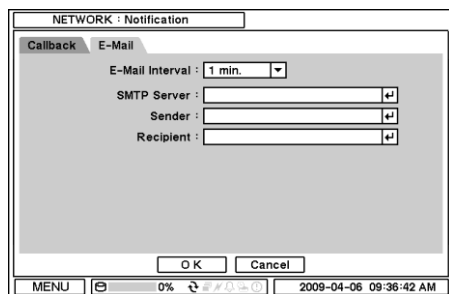 NETWORK : Notification
Callback E-Mail
E-Mail Interval : 1 min.
SMTP Server :
Sender :
Recipient :
OK Cancel
MENU 0% 2009-04-06 09:36:42 AM